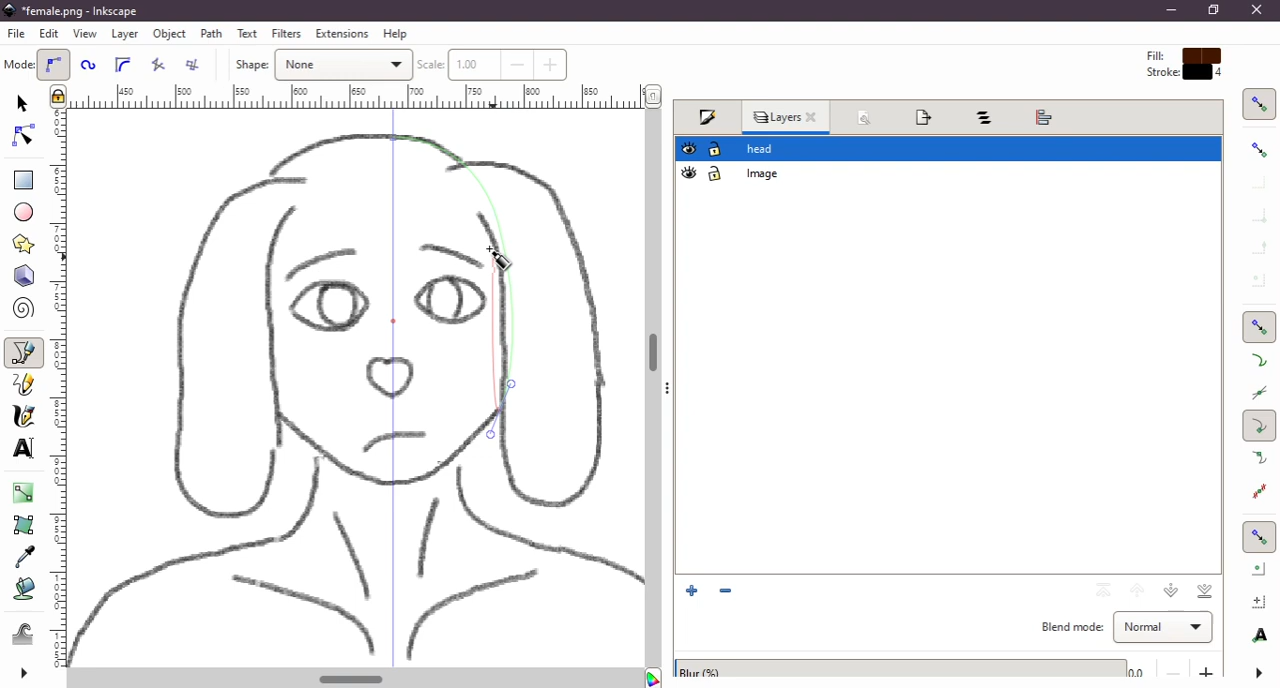 *female.png - Inkscape
File Edit View Layer Object Path Text Filters Extensions Help
Mode: Shape: None Scale: 1.00 Fill: Stroke: 4
450 500 550 600 650 700 750 800 850
Layers
head
Image
Blend mode: Normal
Blur (%) 0.0